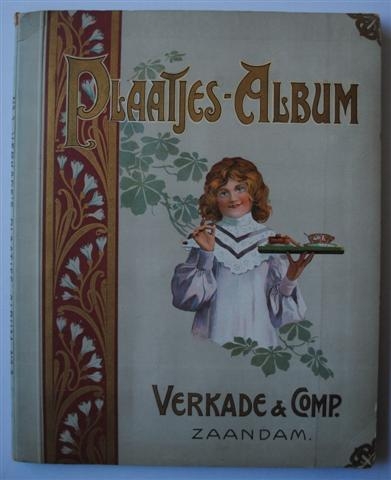 PLAATJES-ALBUM
VERKADE & COMP.
ZAANDAM.